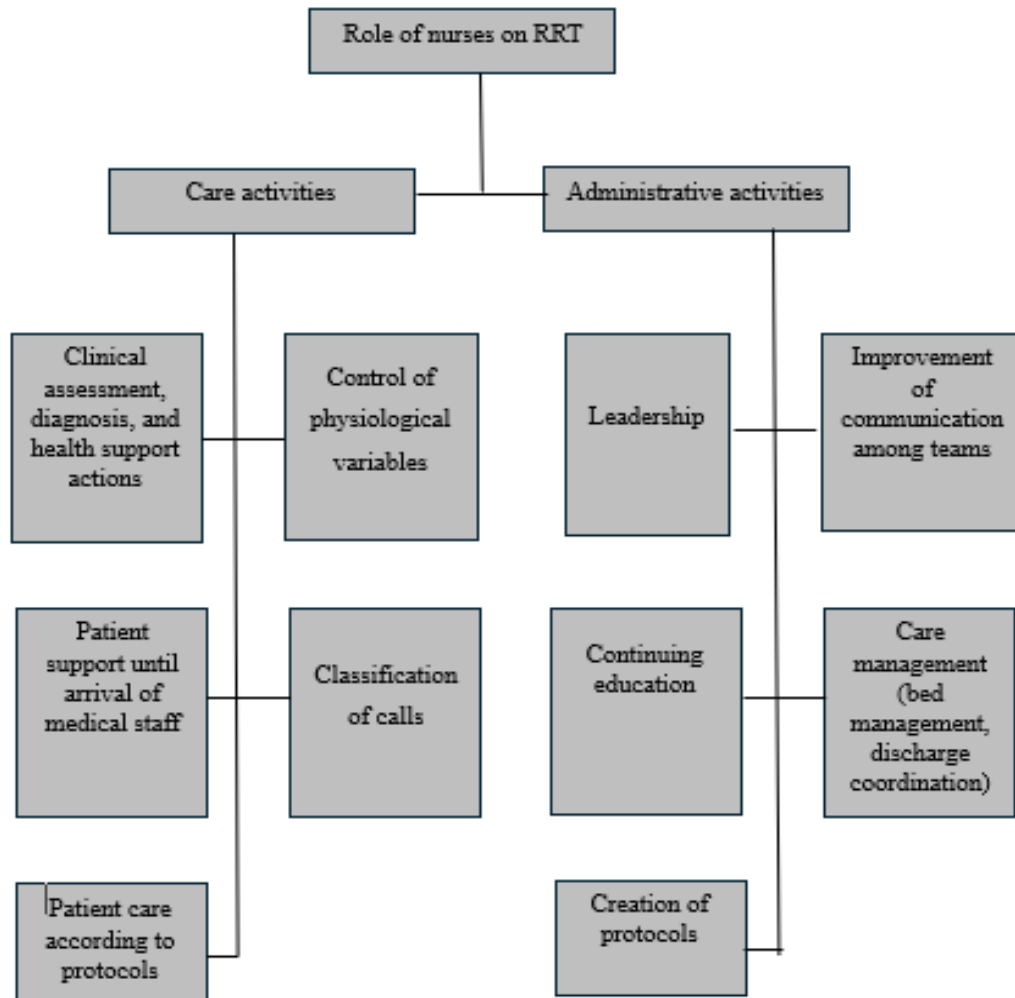 Role of nurses on RRT
Care activities
Administrative activities
Clinical
assessment,
diagnosis, and
health support
actions
Control of
physiological
variables
Leadership
Improvement
of
communication
among teams
Patient
support until
arrival of
medical staff
Classification
of calls
Continuing
education
Care
management
(bed
management,
discharge
coordination)
Patient care
according to
protocols
Creation of
protocols